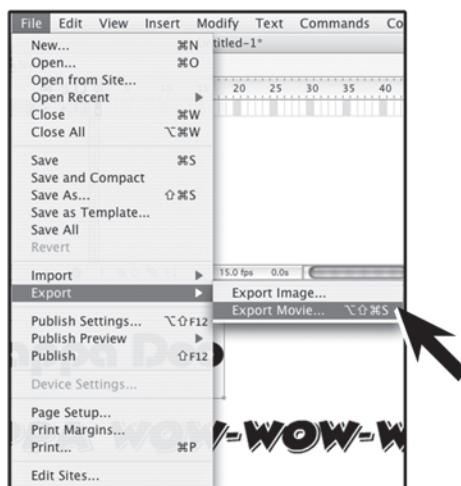 File Edit View Insert Modify Text Commands Co
New... ⌘N
titled-1*
Open... ⌘O
Open from Site...
Open Recent ▶
20 25 30 35 40
Close ⌘W
Close All ⌥⌘W
Save ⌘S
Save and Compact
Save As... ⇧⌘S
Save as Template...
Save All
Revert
Import ▶
15.0 fps 0.0s
Export ▶
Export Image...
Export Movie... ⌥⇧⌘S
Publish Settings... ⌥⇧F12
Publish Preview ▶
Publish ⇧F12
appa Doo
Device Settings...
Page Setup...
Print Margins...
Print... ⌘P
WOW-WOW-W
Edit Sites...